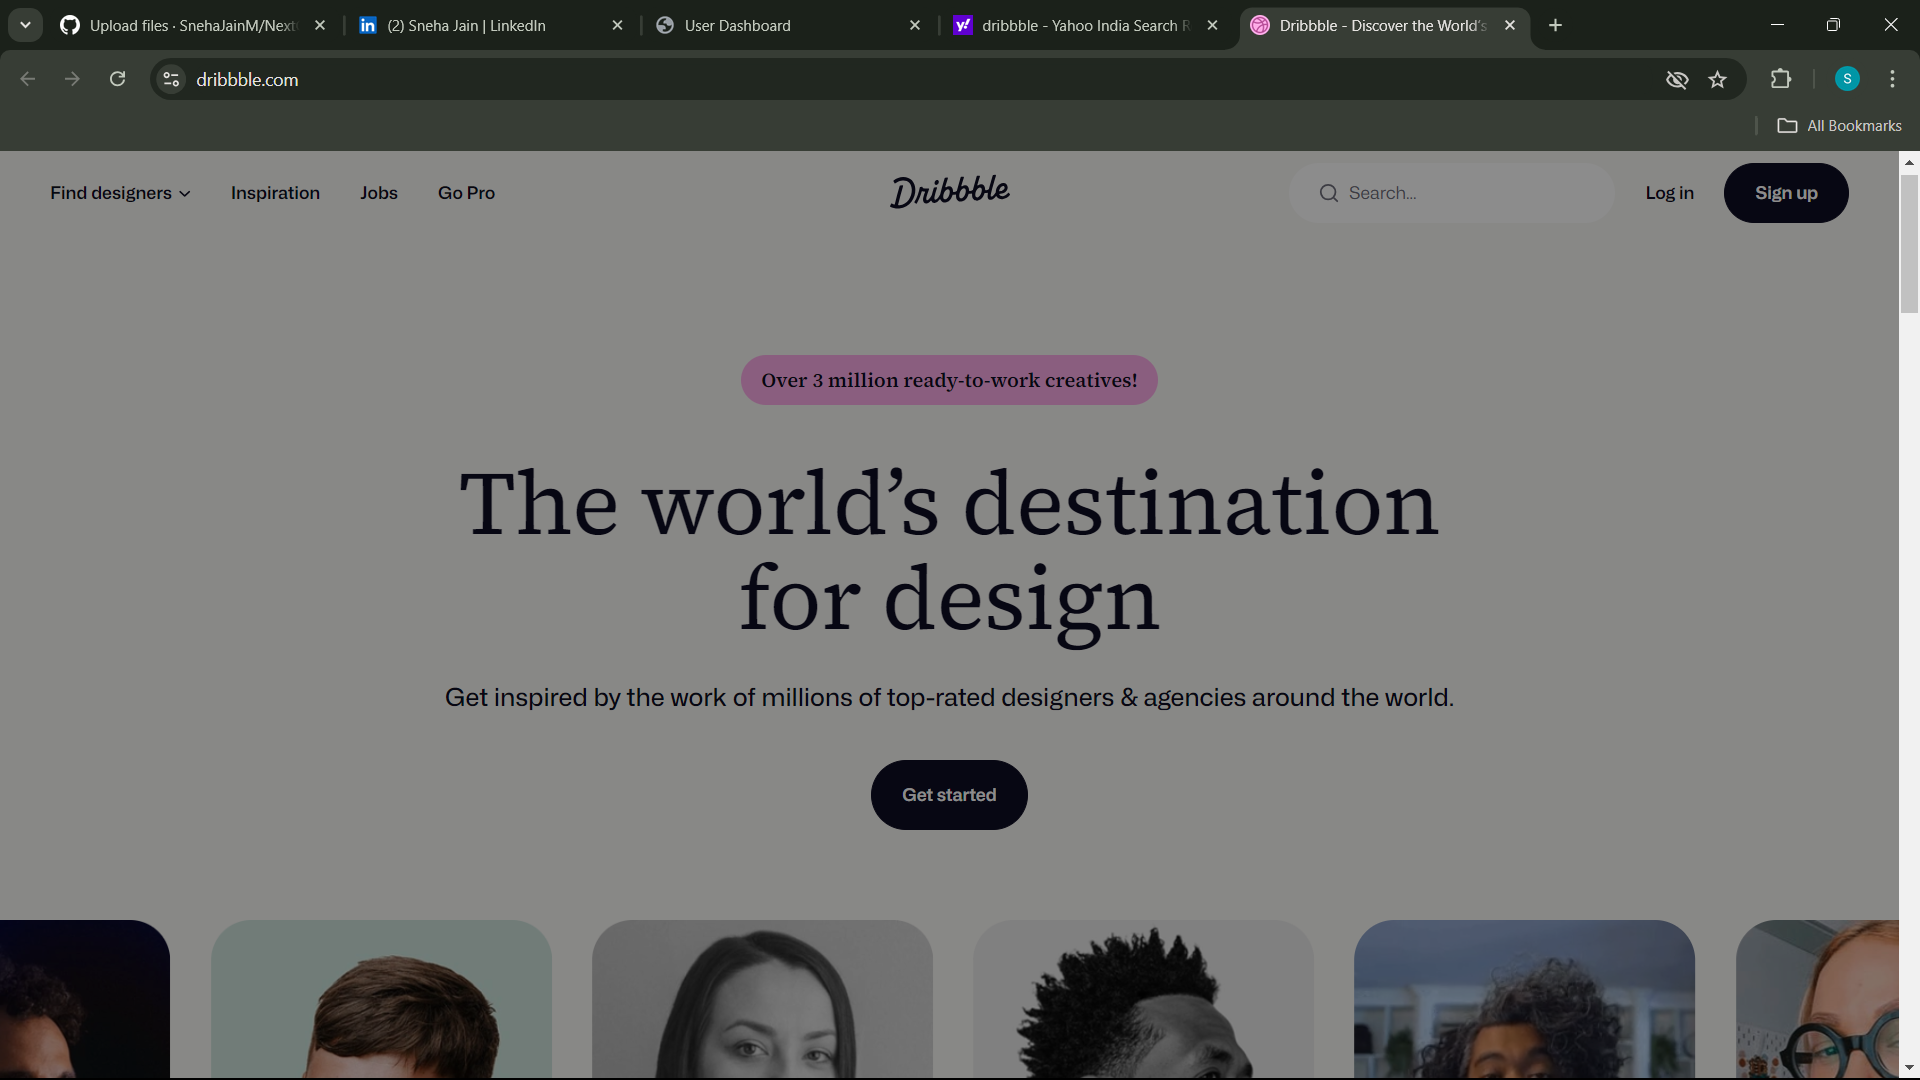 Upload files · SnehaJainM/Next
(2) Sneha Jain | LinkedIn
User Dashboard
dribbble - Yahoo India Search R
Dribbble - Discover the World's
dribbble.com
S
All Bookmarks
Find designers
Inspiration
Jobs
Go Pro
Dribbble
Search...
Log in
Sign up
Over 3 million ready-to-work creatives!
The world’s destination
for design
Get inspired by the work of millions of top-rated designers & agencies around the world.
Get started